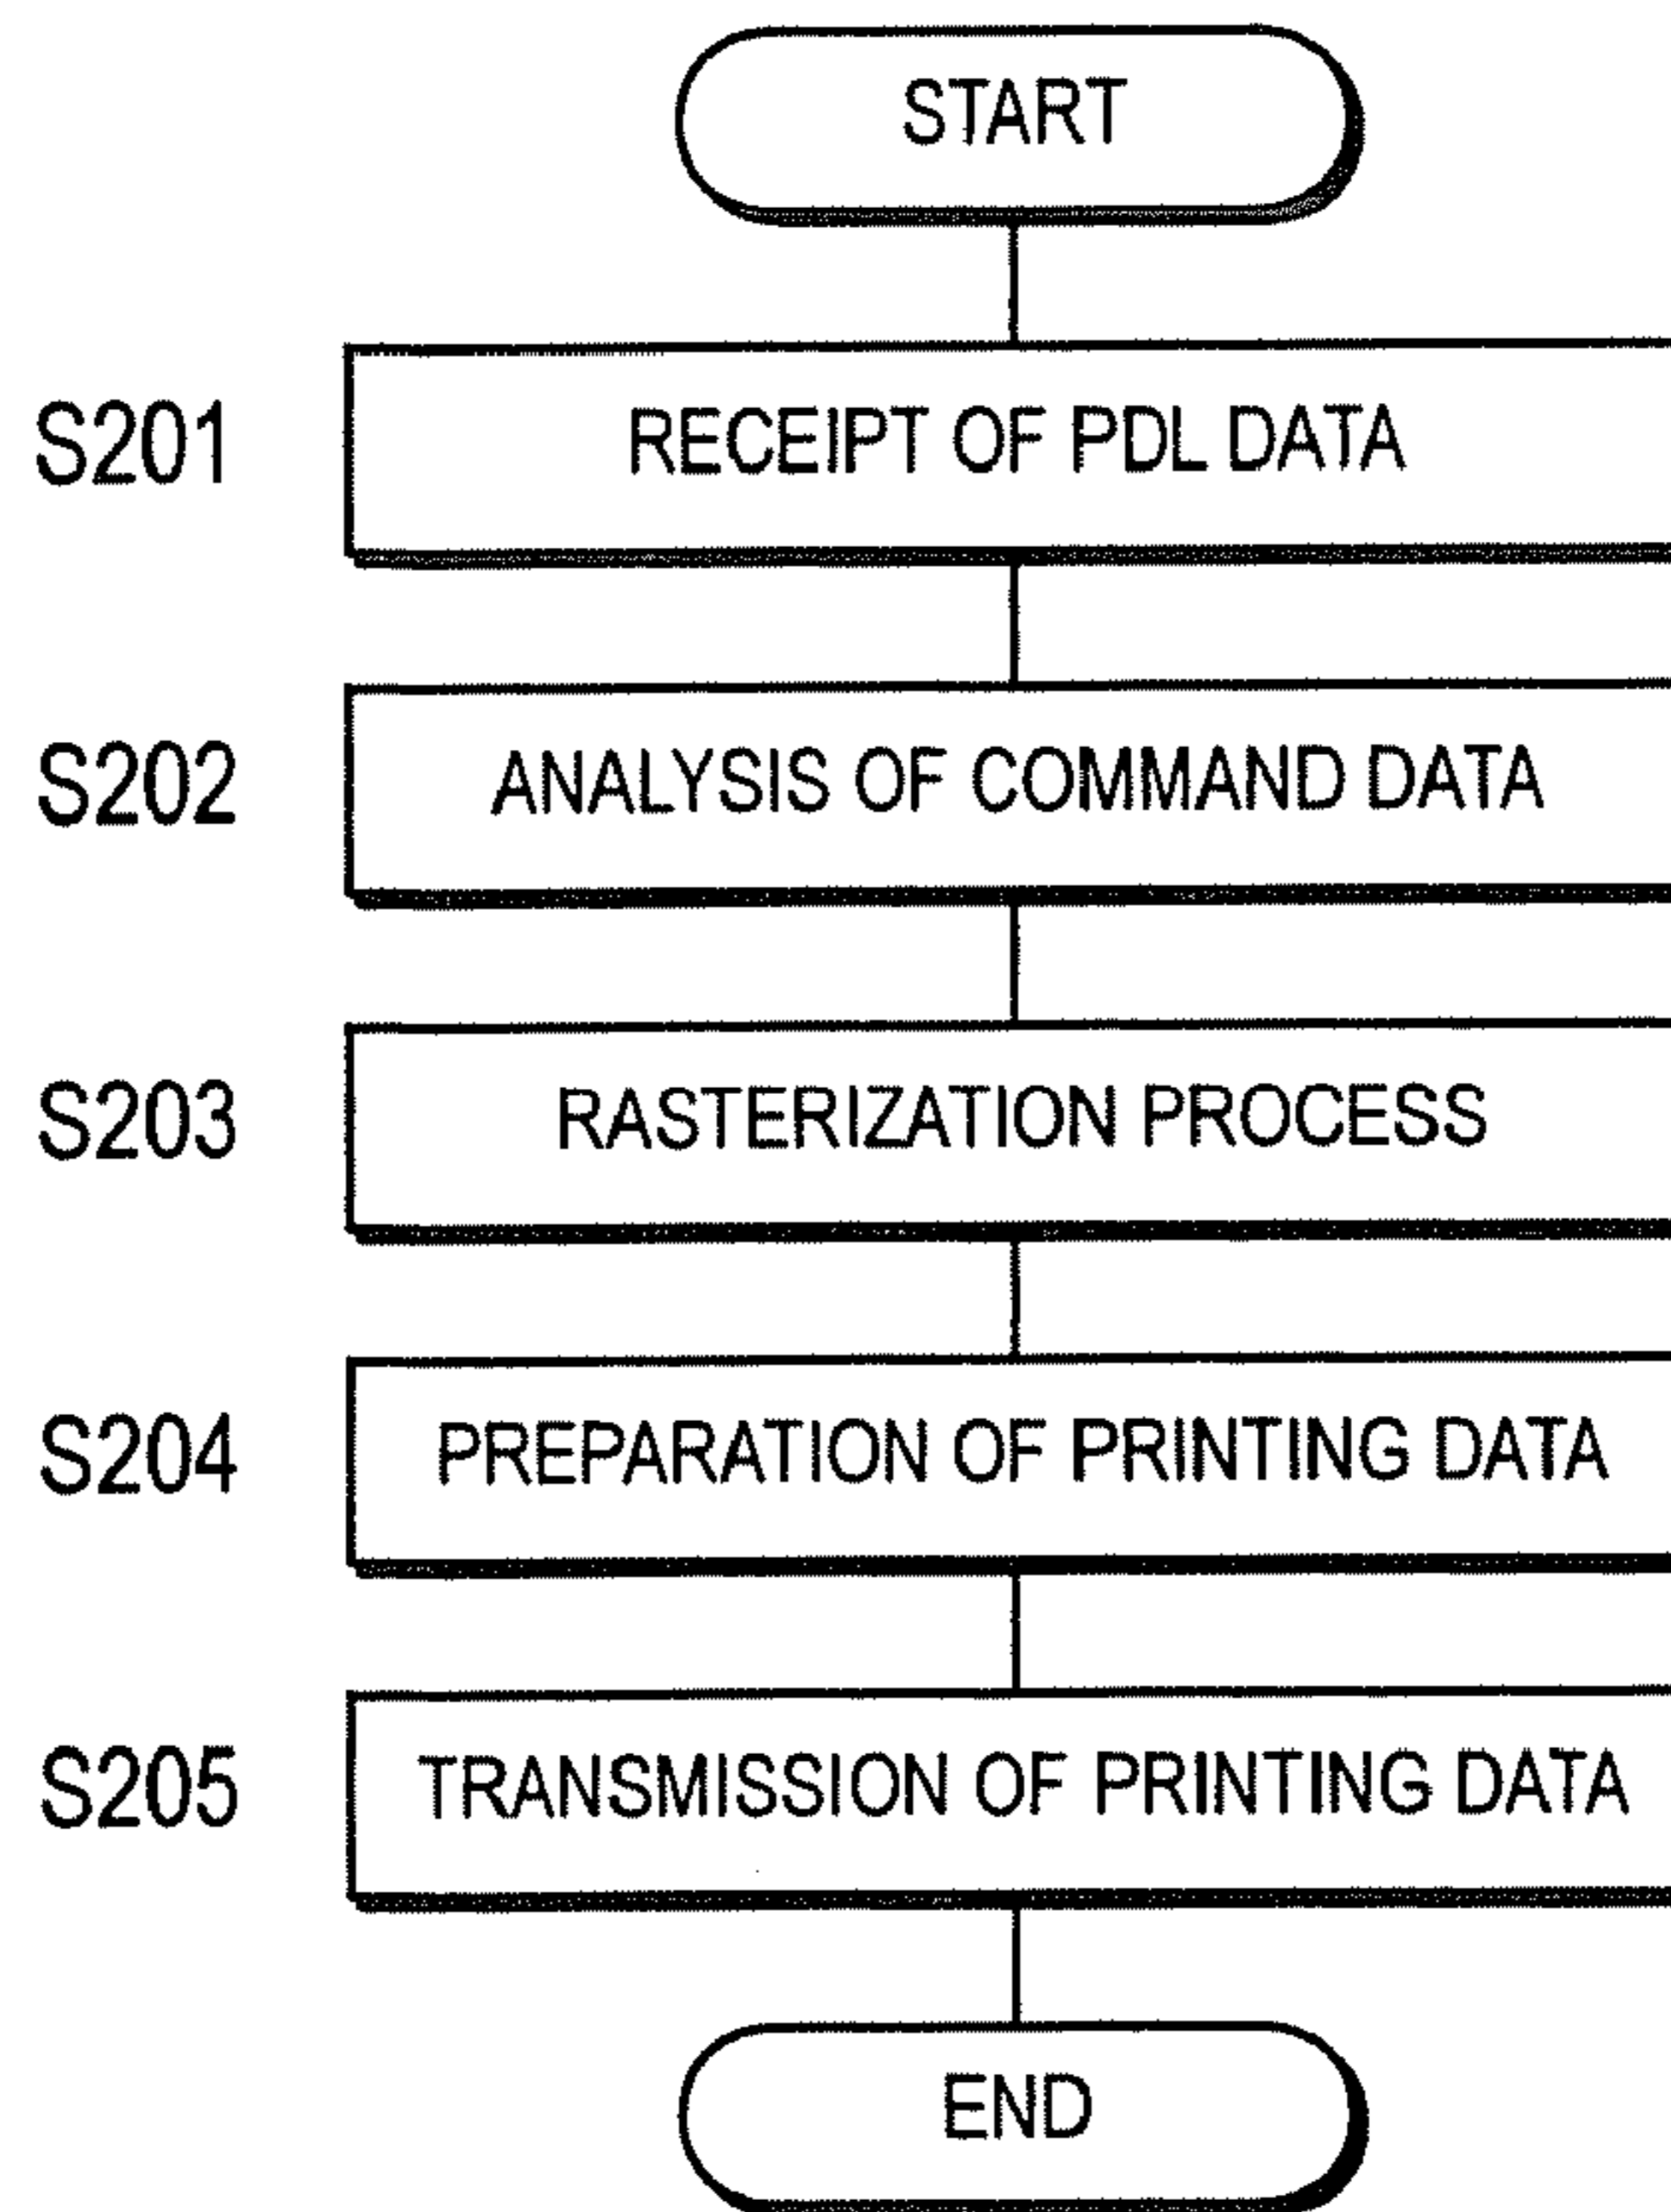 START
S201 RECEIPT OF PDL DATA
S202 ANALYSIS OF COMMAND DATA
S203 RASTERIZATION PROCESS
S204 PREPARATION OF PRINTING DATA
S205 TRANSMISSION OF PRINTING DATA
END